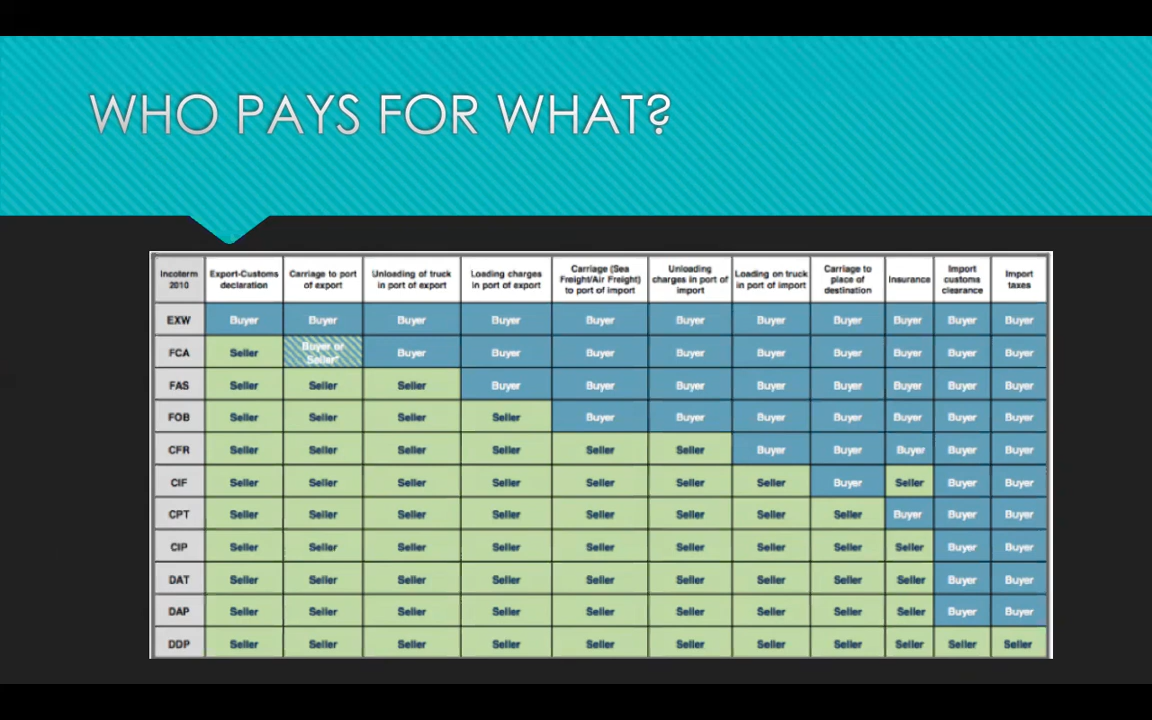 WHO PAYS FOR WHAT?
Incoterm 2010 Export-Customs declaration Carriage to port of export Unloading of truck in port of export Loading charges in port of export Carriage (Sea Freight/Air Freight) to port of import Unloading charges in port of import Loading on truck in port of import Carriage to place of destination Insurance Import customs clearance Import taxes
EXW Buyer Buyer Buyer Buyer Buyer Buyer Buyer Buyer Buyer Buyer Buyer
FCA Seller Buyer or Seller* Buyer Buyer Buyer Buyer Buyer Buyer Buyer Buyer Buyer
FAS Seller Seller Seller Buyer Buyer Buyer Buyer Buyer Buyer Buyer Buyer
FOB Seller Seller Seller Seller Buyer Buyer Buyer Buyer Buyer Buyer Buyer
CFR Seller Seller Seller Seller Seller Seller Buyer Buyer Buyer Buyer Buyer
CIF Seller Seller Seller Seller Seller Seller Seller Buyer Seller Buyer Buyer
CPT Seller Seller Seller Seller Seller Seller Seller Seller Buyer Buyer Buyer
CIP Seller Seller Seller Seller Seller Seller Seller Seller Seller Buyer Buyer
DAT Seller Seller Seller Seller Seller Seller Seller Seller Seller Buyer Buyer
DAP Seller Seller Seller Seller Seller Seller Seller Seller Seller Buyer Buyer
DDP Seller Seller Seller Seller Seller Seller Seller Seller Seller Seller Seller